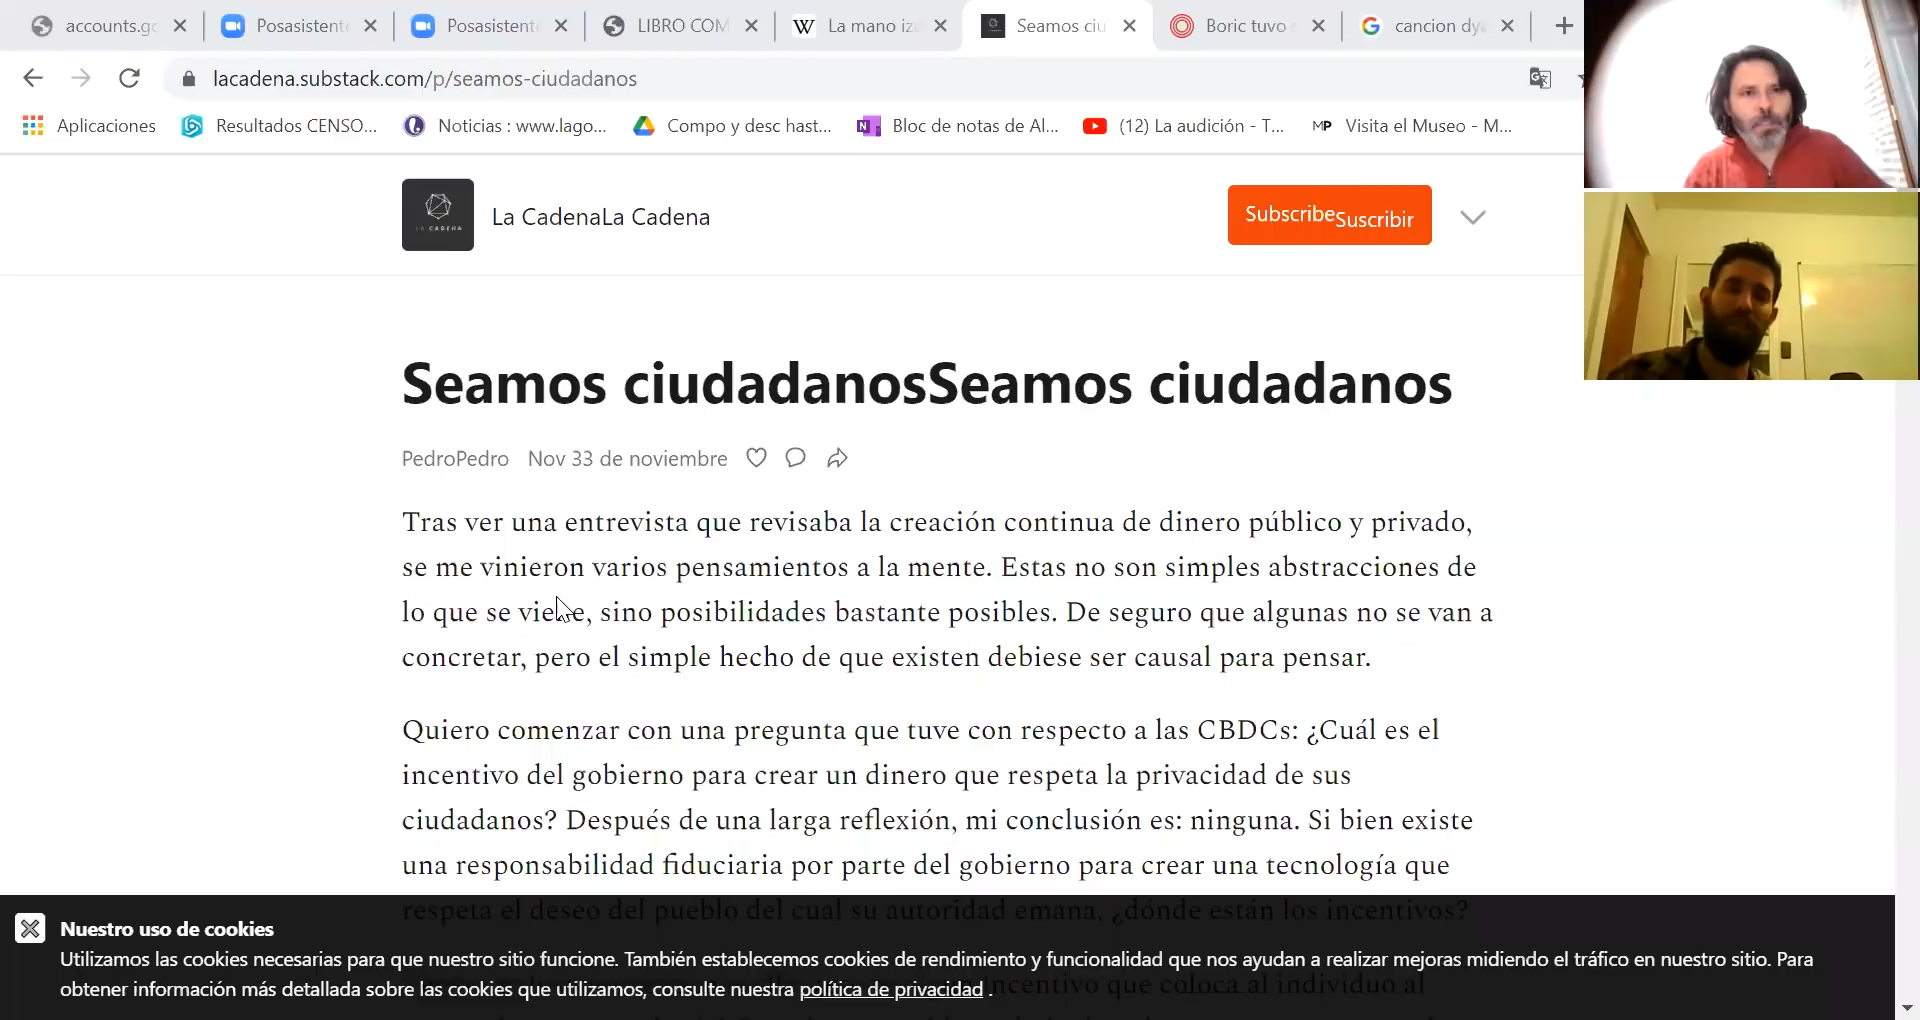 accounts.gc
Posasistent
Posasistent
LIBRO COM
W La mano iz
Seamos ciu
Boric tuvo
cancion dy
lacadena.substack.com/p/seamos-ciudadanos
Aplicaciones
Resultados CENSO...
Noticias : www.lago...
Compo y desc hast...
Bloc de notas de Al...
(12) La audición - T...
MP Visita el Museo - M...
LA CADENA
La CadenaLa Cadena
SubscribeSuscribir
Seamos ciudadanosSeamos ciudadanos
PedroPedro Nov 33 de noviembre
Tras ver una entrevista que revisaba la creación continua de dinero público y privado,
se me vinieron varios pensamientos a la mente. Estas no son simples abstracciones de
lo que se viene, sino posibilidades bastante posibles. De seguro que algunas no se van a
concretar, pero el simple hecho de que existen debiese ser causal para pensar.
Quiero comenzar con una pregunta que tuve con respecto a las CBDCs: ¿Cuál es el
incentivo del gobierno para crear un dinero que respeta la privacidad de sus
ciudadanos? Después de una larga reflexión, mi conclusión es: ninguna. Si bien existe
una responsabilidad fiduciaria por parte del gobierno para crear una tecnología que
respeta el deseo del pueblo del cual su autoridad emana, ¿dónde están los incentivos?
Nuestro uso de cookies
Utilizamos las cookies necesarias para que nuestro sitio funcione. También establecemos cookies de rendimiento y funcionalidad que nos ayudan a realizar mejoras midiendo el tráfico en nuestro sitio. Para
obtener información más detallada sobre las cookies que utilizamos, consulte nuestra política de privacidad .
incentivo que coloca al individuo al